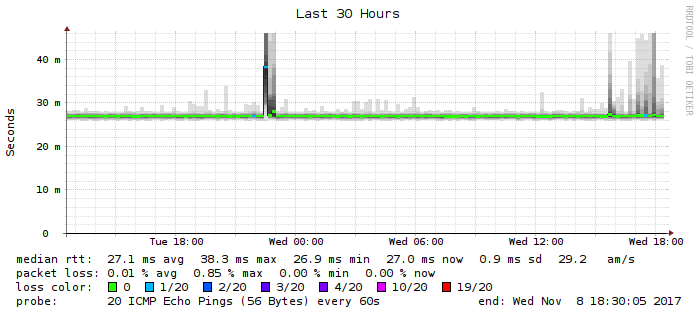 Last 30 Hours
RRDTOOL / TOBI OETIKER
Seconds
40 m
30 m
20 m
10 m
0
Tue 18:00 Wed 00:00 Wed 06:00 Wed 12:00 Wed 18:00
median rtt: 27.1 ms avg 38.3 ms max 26.9 ms min 27.0 ms now 0.9 ms sd 29.2 am/s
packet loss: 0.01 % avg 0.85 % max 0.00 % min 0.00 % now
loss color: 0 1/20 2/20 3/20 4/20 10/20 19/20
probe: 20 ICMP Echo Pings (56 Bytes) every 60s end: Wed Nov 8 18:30:05 2017